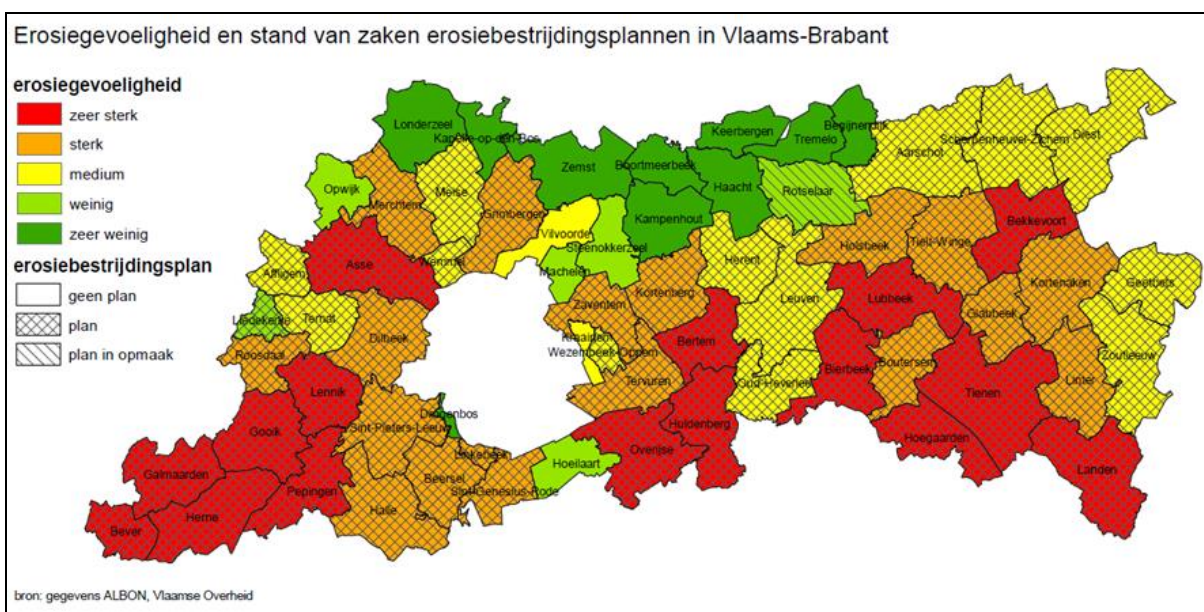 Erosiegevoeligheid en stand van zaken erosiebestrijdingsplannen in Vlaams-Brabant
erosiegevoeligheid
zeer sterk
sterk
medium
weinig
zeer weinig
erosiebestrijdingsplan
geen plan
plan
plan in opmaak
Londerzeel
Kapelle-op-den-Bos
Zemst
Boortmeerbeek
Keerbergen
Tremelo
Begijnendijk
Haacht
Rotselaar
Aarschot
Scherpenheuvel-Zichem
Diest
Opwijk
Merchtem
Meise
Grimbergen
Vilvoorde
Kampenhout
Steenokkerzeel
Machelen
Wemmel
Asse
Affligem
Liedekerke
Ternat
Dilbeek
Roosdaal
Zaventem
Kortenberg
Herent
Leuven
Holsbeek
Tielt-Winge
Bekkevoort
Lubbeek
Glabbeek
Kortenaken
Geetbets
Zoutleeuw
Kraainem
Wezembeek-Oppem
Bertem
Tervuren
Oud-Heverlee
Bierbeek
Boutersem
Tienen
Linter
Lennik
Drogenbos
Sint-Pieters-Leeuw
Gooik
Linkebeek
Hoeilaart
Overijse
Huldenberg
Hoegaarden
Landen
Galmaarden
Pepingen
Beersel
Sint-Genesius-Rode
Halle
Herne
Bever
bron: gegevens ALBON, Vlaamse Overheid